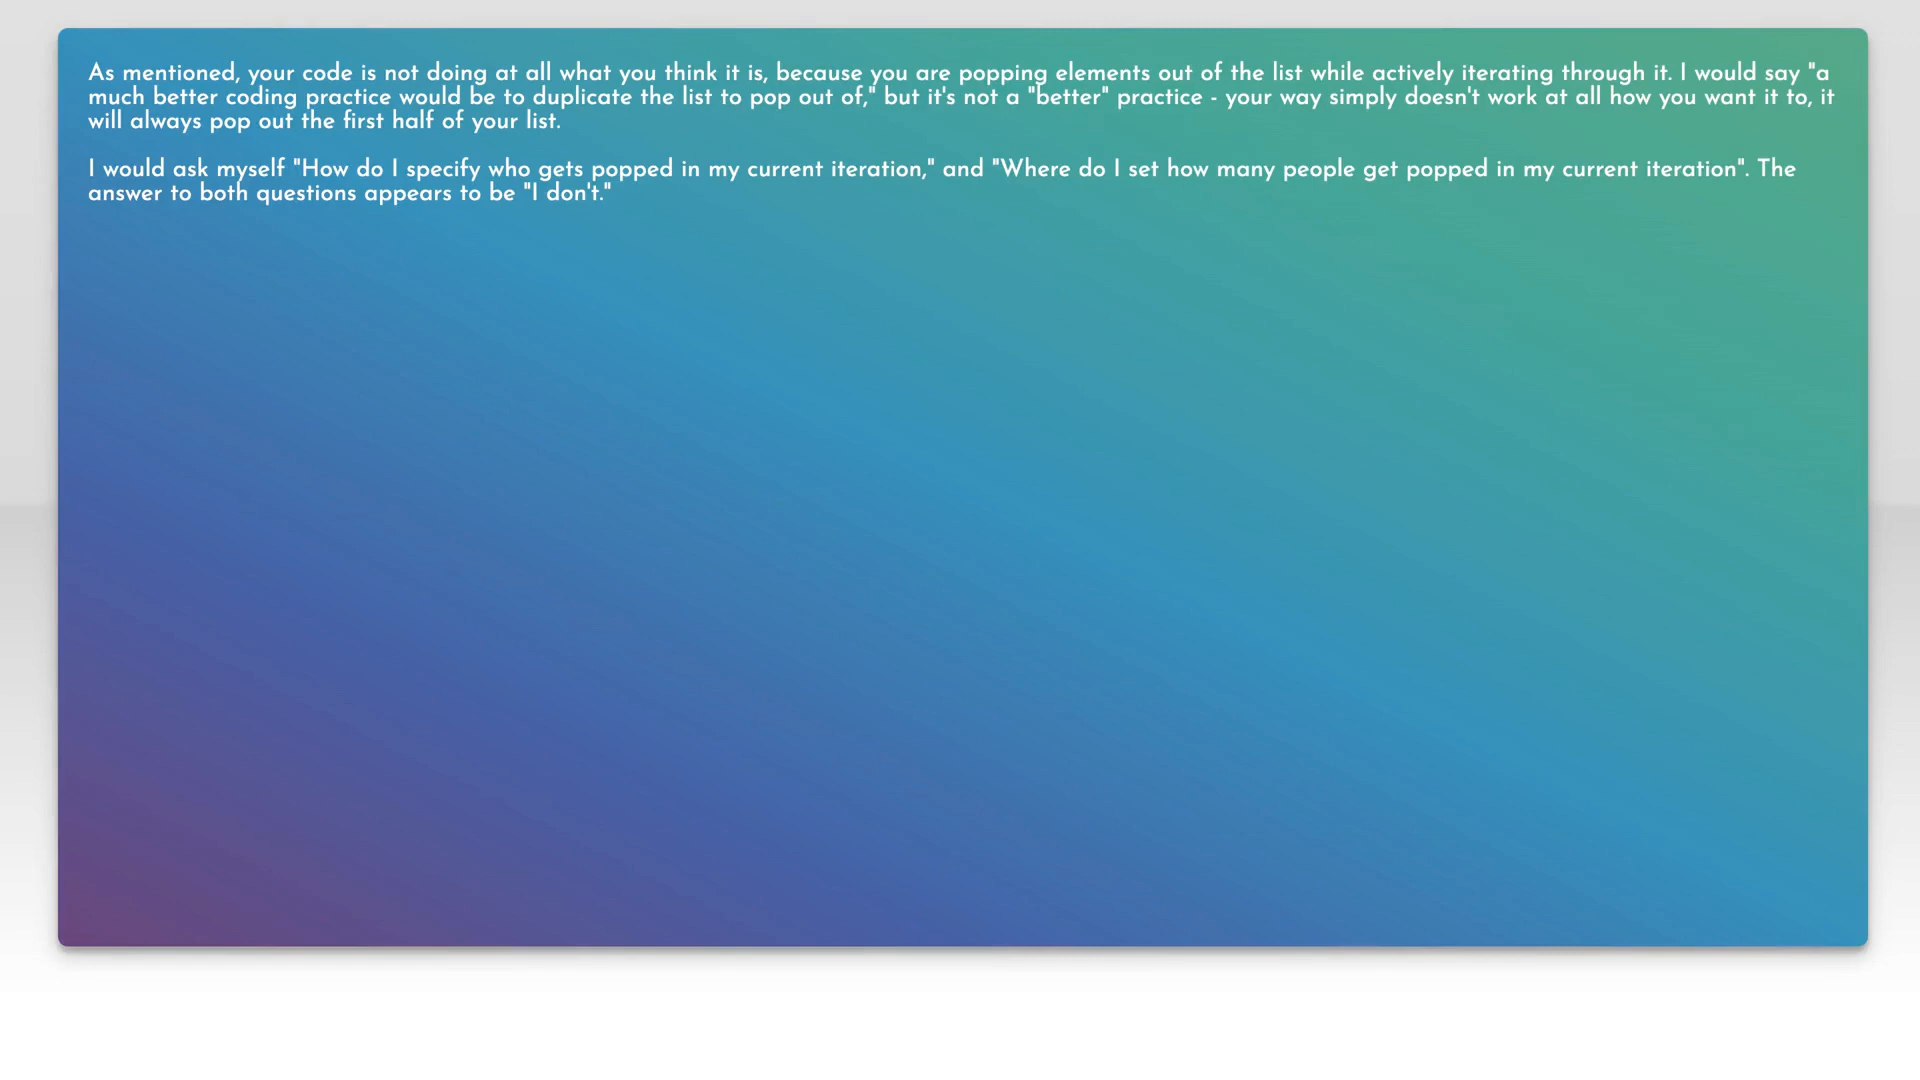 As mentioned, your code is not doing at all what you think it is, because you are popping elements out of the list while actively iterating through it. I would say "a
much better coding practice would be to duplicate the list to pop out of," but it's not a "better" practice - your way simply doesn't work at all how you want it to, it
will always pop out the first half of your list.
I would ask myself "How do I specify who gets popped in my current iteration," and "Where do I set how many people get popped in my current iteration". The
answer to both questions appears to be "I don't."